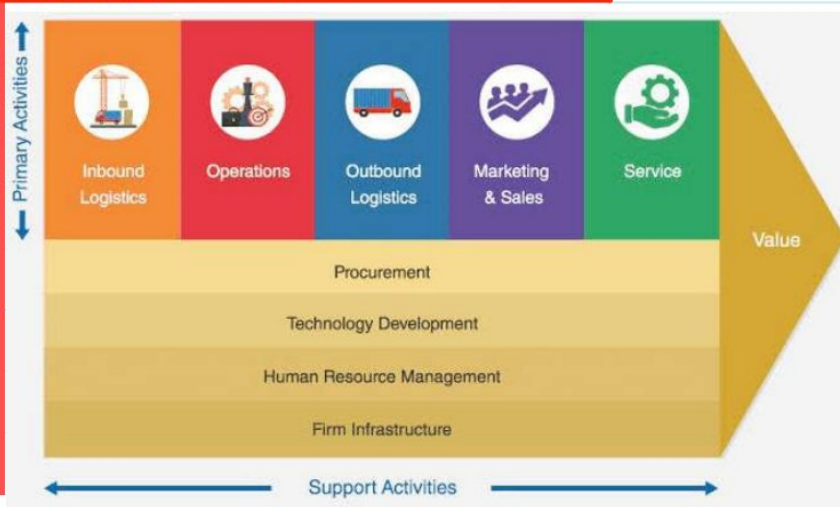 Primary Activities
Inbound
Logistics
Operations
Outbound
Logistics
Marketing
& Sales
Service
Value
Procurement
Technology Development
Human Resource Management
Firm Infrastructure
Support Activities